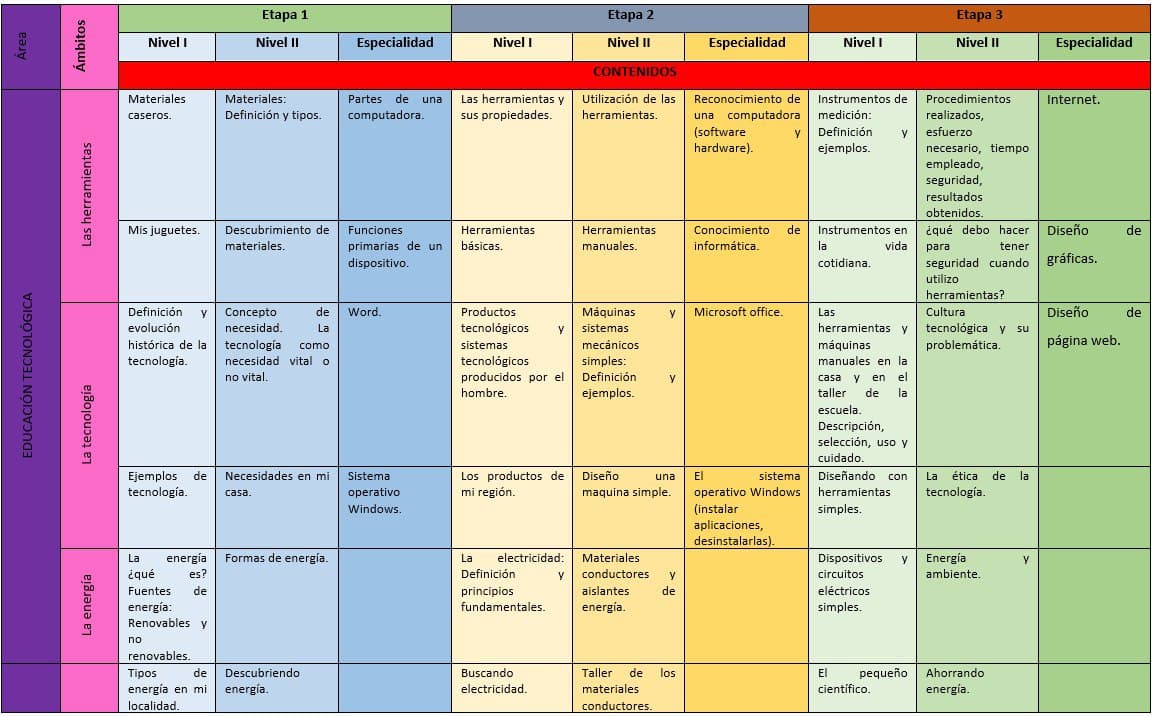 Área
Ámbitos
Etapa 1
Etapa 2
Etapa 3
Nivel I
Nivel II
Especialidad
Nivel I
Nivel II
Especialidad
Nivel I
Nivel II
Especialidad
CONTENIDOS
EDUCACIÓN TECNOLÓGICA
Las herramientas
Materiales
caseros.
Materiales:
Definición y tipos.
Partes de una
computadora.
Las herramientas y
sus propiedades.
Utilización de las
herramientas.
Reconocimiento de
una computadora
(software y
hardware).
Instrumentos de
medición:
Definición y
ejemplos.
Procedimientos
realizados,
esfuerzo
necesario, tiempo
empleado,
seguridad,
resultados
obtenidos.
Internet.
Mis juguetes.
Descubrimiento de
materiales.
Funciones
primarias de un
dispositivo.
Herramientas
básicas.
Herramientas
manuales.
Conocimiento de
informática.
Instrumentos en
la vida
cotidiana.
¿qué debo hacer
para tener
seguridad cuando
utilizo
herramientas?
Diseño de
gráficas.
La tecnología
Definición y
evolución
histórica de la
tecnología.
Concepto de
necesidad. La
tecnología como
necesidad vital o
no vital.
Word.
Productos
tecnológicos y
sistemas
tecnológicos
producidos por el
hombre.
Máquinas y
sistemas
mecánicos
simples:
Definición y
ejemplos.
Microsoft office.
Las
herramientas y
máquinas
manuales en la
casa y en el
taller de la
escuela.
Descripción,
selección, uso y
cuidado.
Cultura
tecnológica y su
problemática.
Diseño de
página web.
Ejemplos de
tecnología.
Necesidades en mi
casa.
Sistema
operativo
Windows.
Los productos de
mi región.
Diseño una
maquina simple.
El sistema
operativo Windows
(instalar
aplicaciones,
desinstalarlas).
Diseñando con
herramientas
simples.
La ética de la
tecnología.
La energía
La energía
¿qué es?
Fuentes de
energía:
Renovables y
no
renovables.
Formas de energía.
La electricidad:
Definición y
principios
fundamentales.
Materiales
conductores y
aislantes de
energía.
Dispositivos y
circuitos
eléctricos
simples.
Energía y
ambiente.
Tipos de
energía en mi
localidad.
Descubriendo
energía.
Buscando
electricidad.
Taller de los
materiales
conductores.
El pequeño
científico.
Ahorrando
energía.